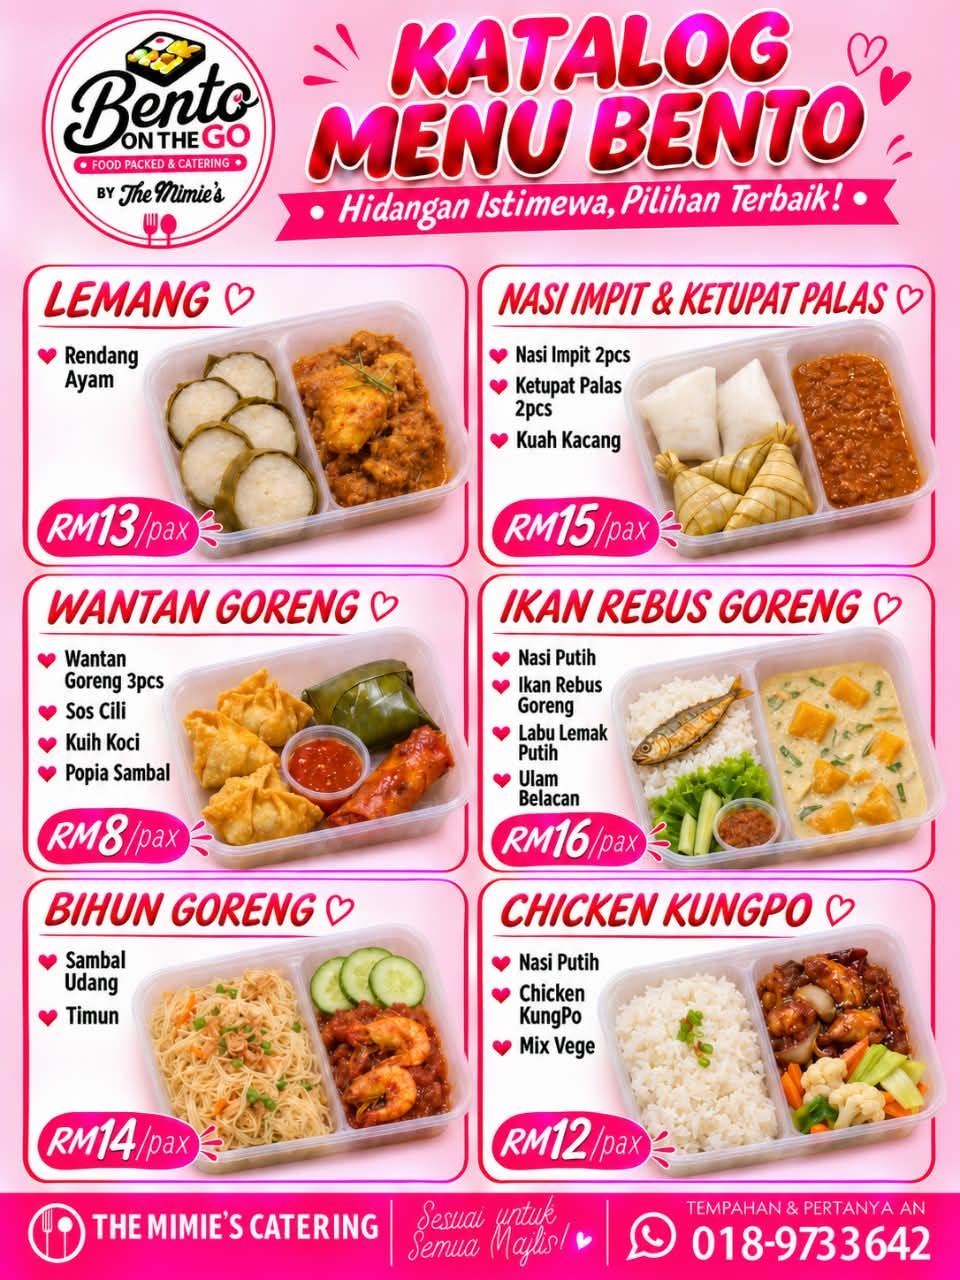 Bento
ON THE GO
• FOOD PACKED & CATERING •
BY The Mimie's
KATALOG
MENU BENTO
• Hidangan Istimewa, Pilihan Terbaik! •
LEMANG
Rendang
Ayam
RM13/pax
NASI IMPIT & KETUPAT PALAS
Nasi Impit 2pcs
Ketupat Palas
2pcs
Kuah Kacang
RM15/pax
WANTAN GORENG
Wantan
Goreng 3pcs
Sos Cili
Kuih Koci
Popia Sambal
RM8/pax
IKAN REBUS GORENG
Nasi Putih
Ikan Rebus
Goreng
Labu Lemak
Putih
Ulam
Belacan
RM16/pax
BIHUN GORENG
Sambal
Udang
Timun
RM14/pax
CHICKEN KUNGPO
Nasi Putih
Chicken
KungPo
Mix Vege
RM12/pax
THE MIMIE'S CATERING
Sesuai untuk
Semua Majlis!
TEMPAHAN & PERTANYA AN
018-9733642